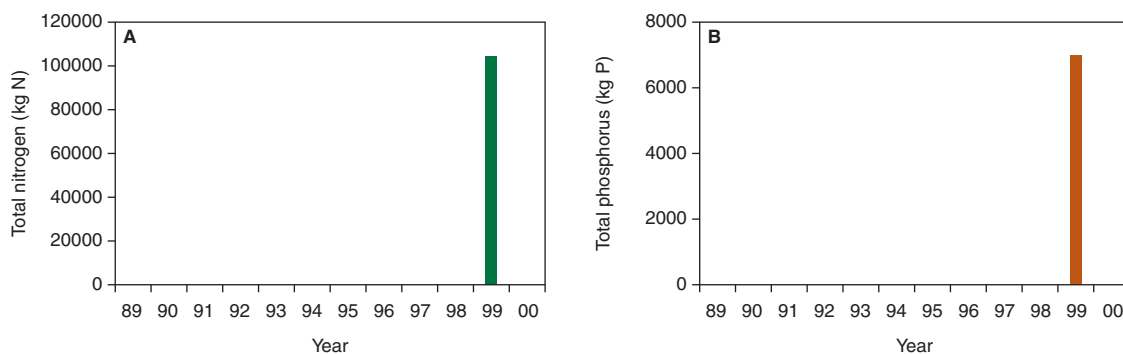 A
Total nitrogen (kg N)
120000
100000
80000
60000
40000
20000
0
89 90 91 92 93 94 95 96 97 98 99 00
Year
B
Total phosphorus (kg P)
8000
6000
4000
2000
0
89 90 91 92 93 94 95 96 97 98 99 00
Year